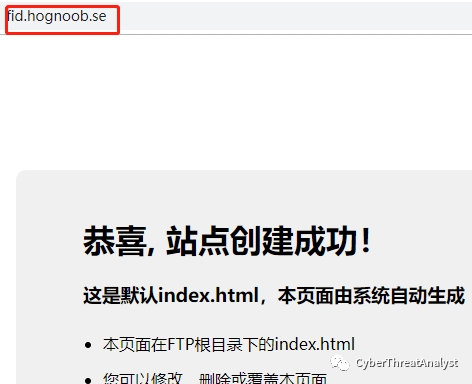 fid.hognoob.se
恭喜, 站点创建成功！
这是默认index.html，本页面由系统自动生成
本页面在FTP根目录下的index.html
您可以修改、删除或覆盖本页面
CyberThreatAnalyst